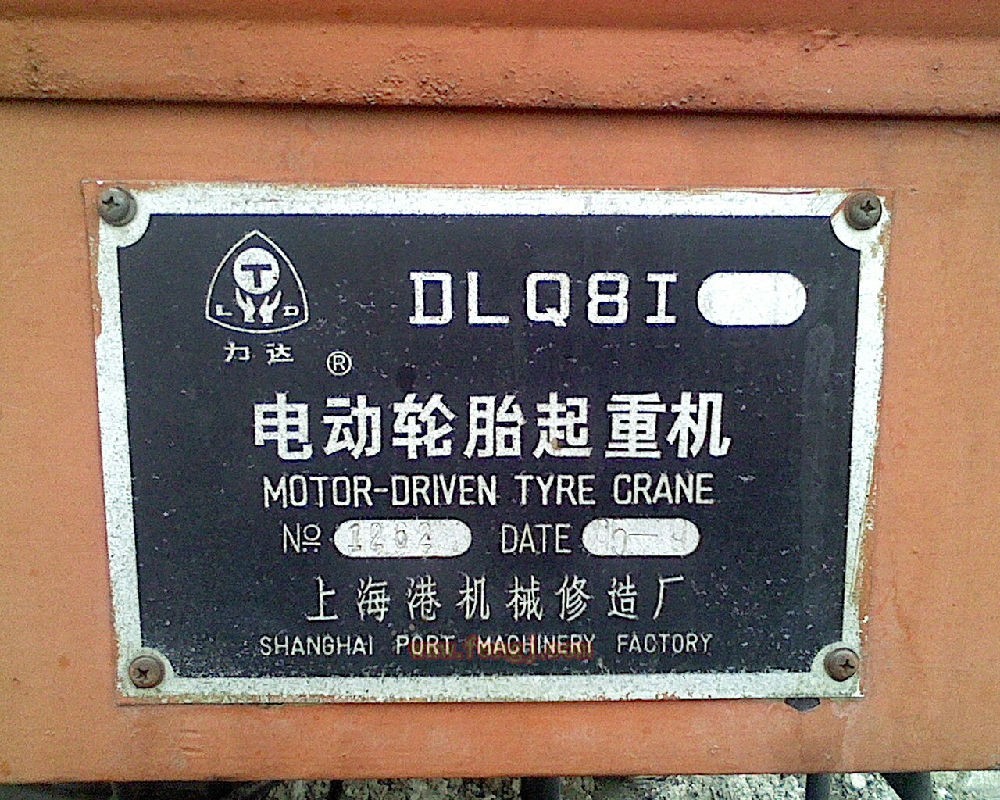 T
L D
力达 ®
DLQ8I
电动轮胎起重机
MOTOR-DRIVEN TYRE CRANE
№ DATE
上海港机械修造厂
SHANGHAI PORT MACHINERY FACTORY